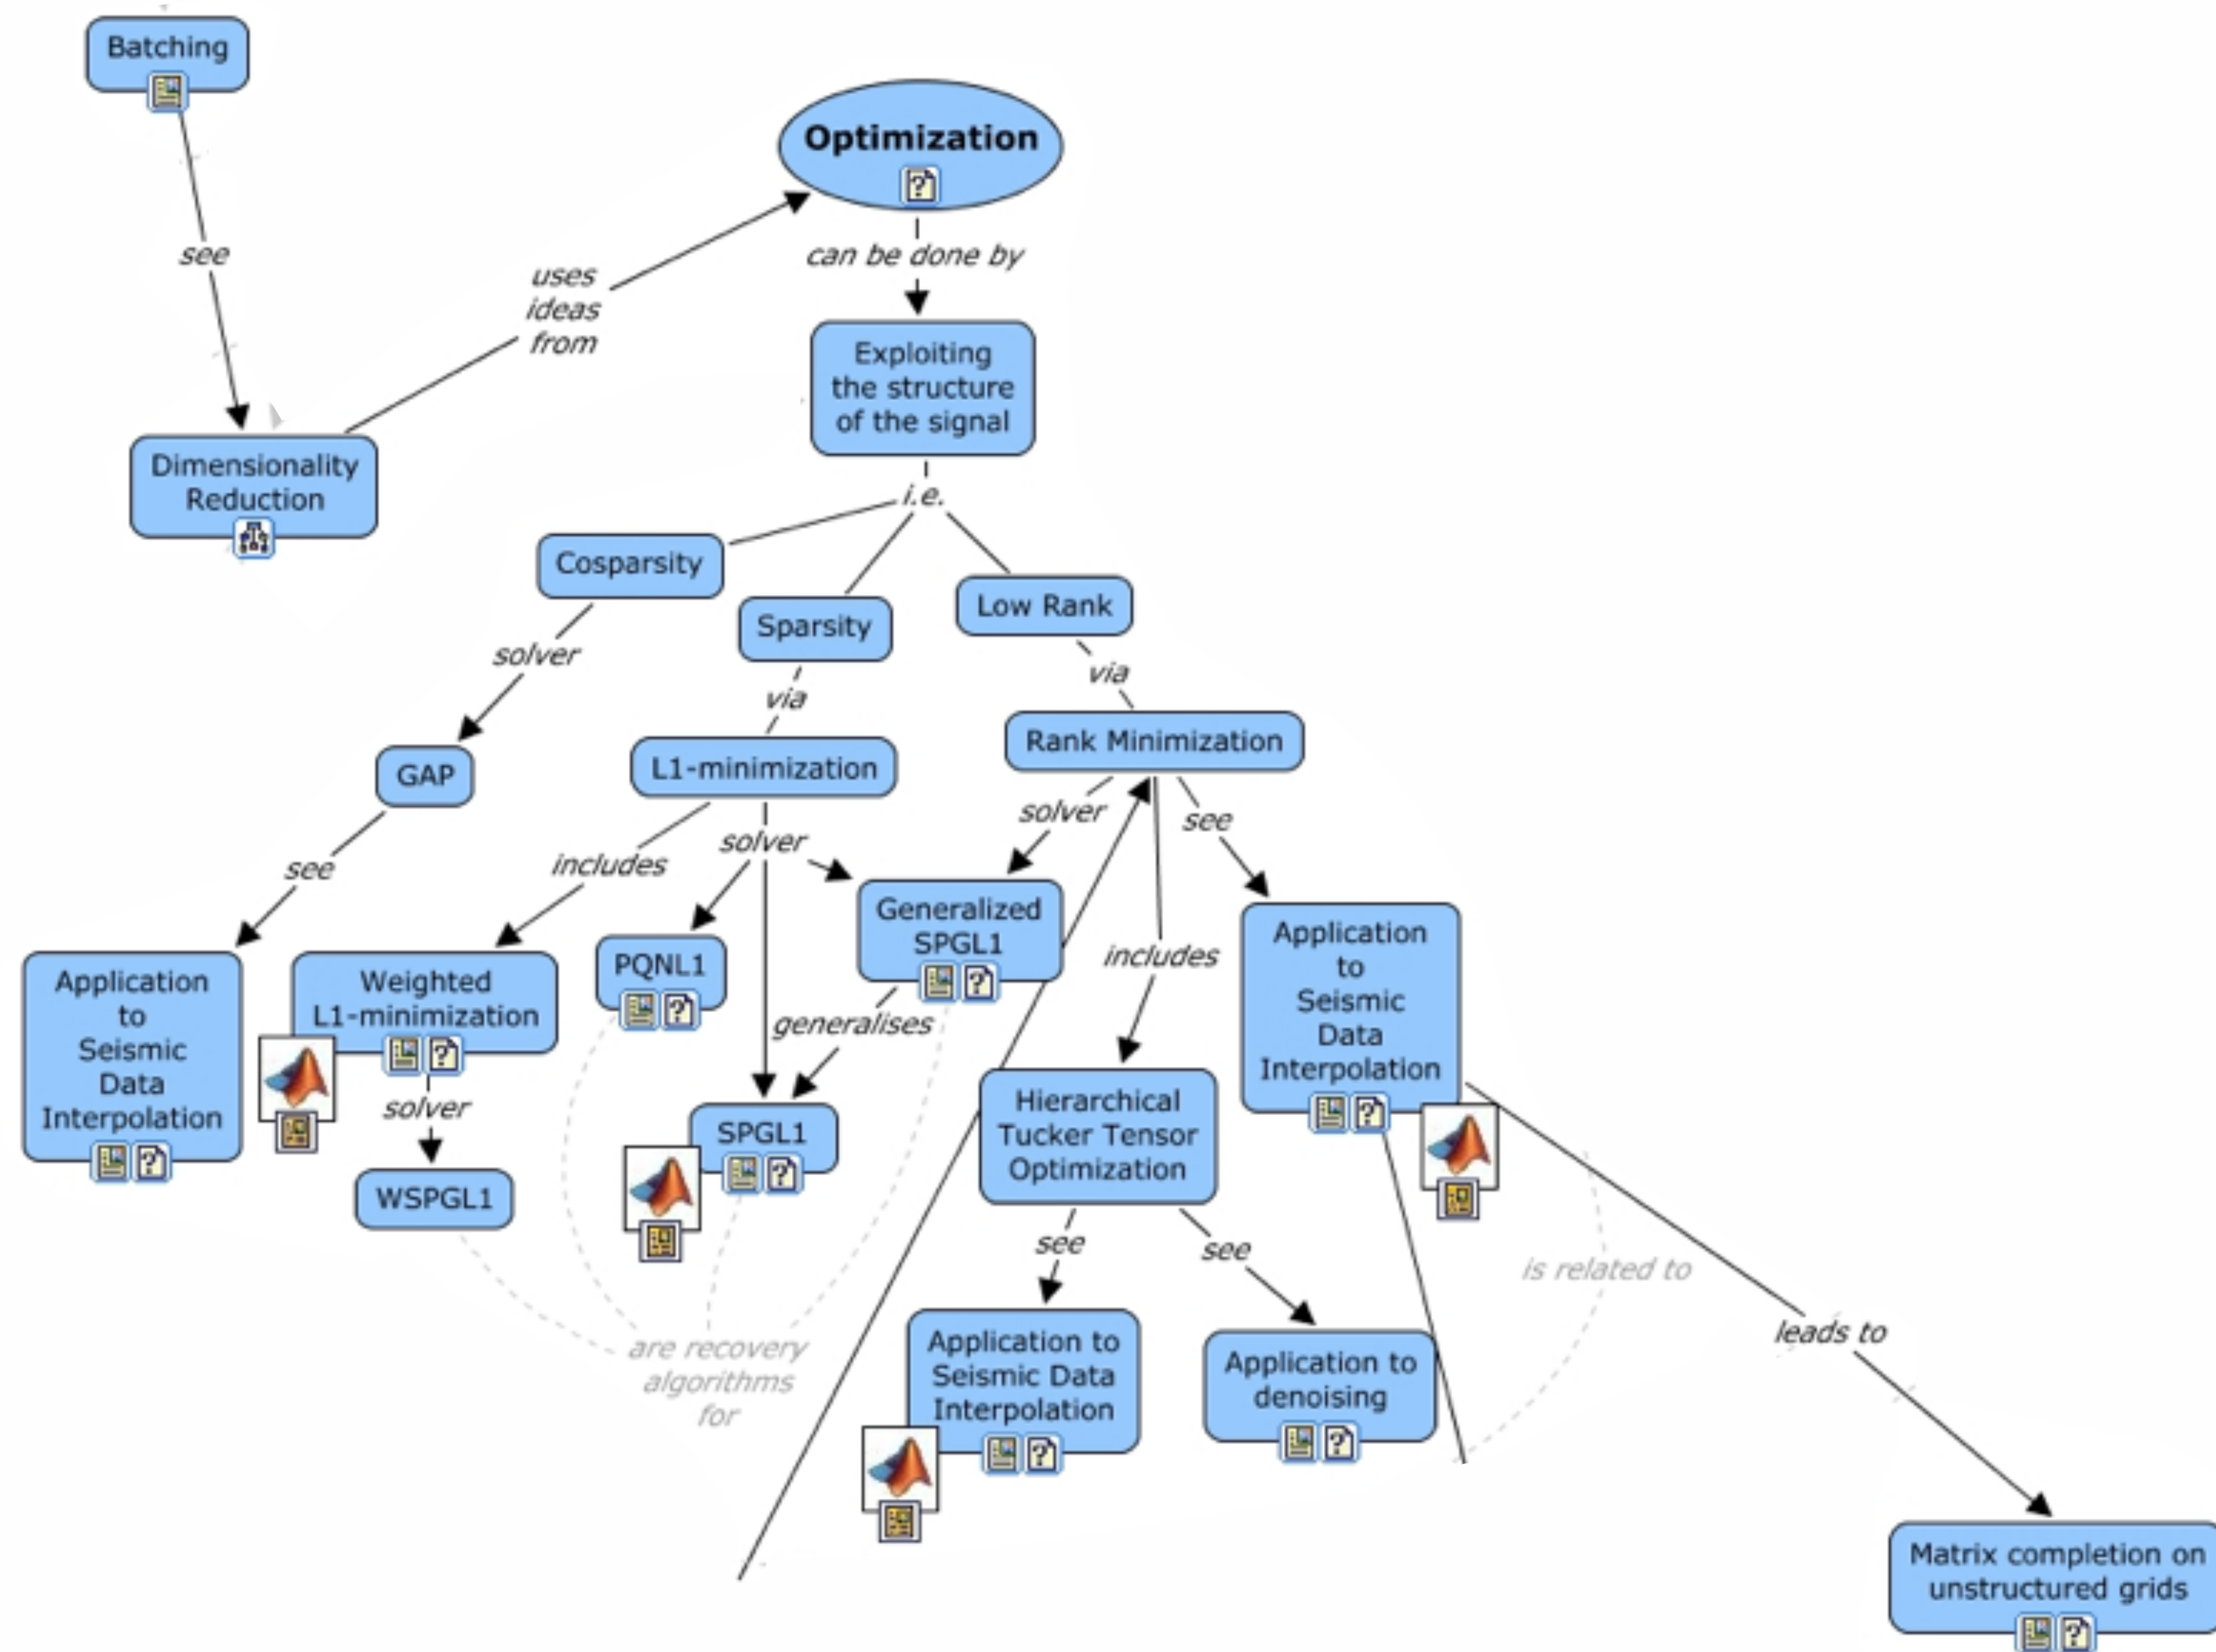 Batching
Optimization
see
uses
ideas
from
can be done by
Exploiting
the structure
of the signal
Dimensionality
Reduction
i.e.
Cosparsity
Sparsity
Low Rank
solver
via
via
GAP
L1-minimization
Rank Minimization
see
includes
solver
solver
see
includes
Application
to
Seismic
Data
Interpolation
Weighted
L1-minimization
PQNL1
Generalized
SPGL1
Application
to
Seismic
Data
Interpolation
generalises
solver
WSPGL1
SPGL1
Hierarchical
Tucker Tensor
Optimization
see
see
is related to
leads to
are recovery
algorithms
for
Application to
Seismic Data
Interpolation
Application to
denoising
Matrix completion on
unstructured grids